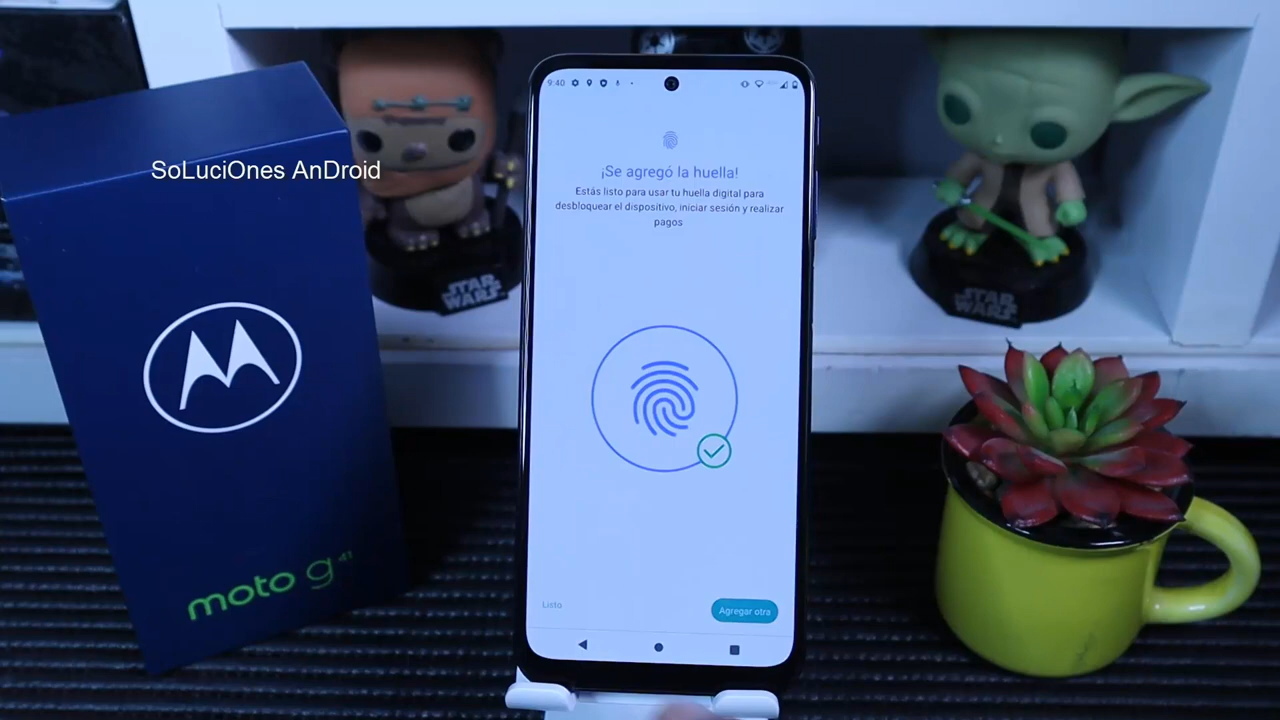 SoLuciOnes AnDroid
moto g 41
9:40
¡Se agregó la huella!
Estás listo para usar tu huella digital para
desbloquear el dispositivo, iniciar sesión y realizar
pagos
Listo
Agregar otra
STAR
WARS
STAR
WARS